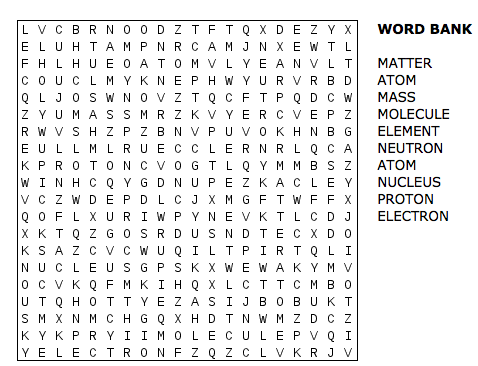 L V C B R N O O D Z T F T Q X D E Z Y X WORD BANK
E L U H T A M P N R C A M J N X E W T L
F H L H U E O A T O M V L Y E A N V L T MATTER
C O U C L M Y K N E P H W Y U R V R B D ATOM
Q L J O S W N O V Z T Q C F T P Q D C W MASS
Z Y U M A S S M R Z K V Y E R C V E P Z MOLECULE
R W V S H Z P Z B N V P U V O K H N B G ELEMENT
E U L L M L R U E C C L E R N R L Q C A NEUTRON
K P R O T O N C V O G T L Q Y M M B S Z ATOM
W I N H C Q Y G D N U P E Z K A C L E Y NUCLEUS
V C Z W D E P D L C J X M G F T W F F X PROTON
Q O F L X U R I W P Y N E V K T L C D J ELECTRON
X K T Q Z G O S R D U S N D T E C X D O
K S A Z C V C W U Q I L T P I R T Q L I
N U C L E U S G P S K X W E W A K Y M V
O C V K Q F M K I H Q X L C T T C M B O
U T Q H O T T Y E Z A S I J B O B U K T
S M X N M C H G Q X H D T N W M Z D C Z
K Y K P R Y I I M O L E C U L E P V Q I
Y E L E C T R O N F Z Q Z C L V K R J V